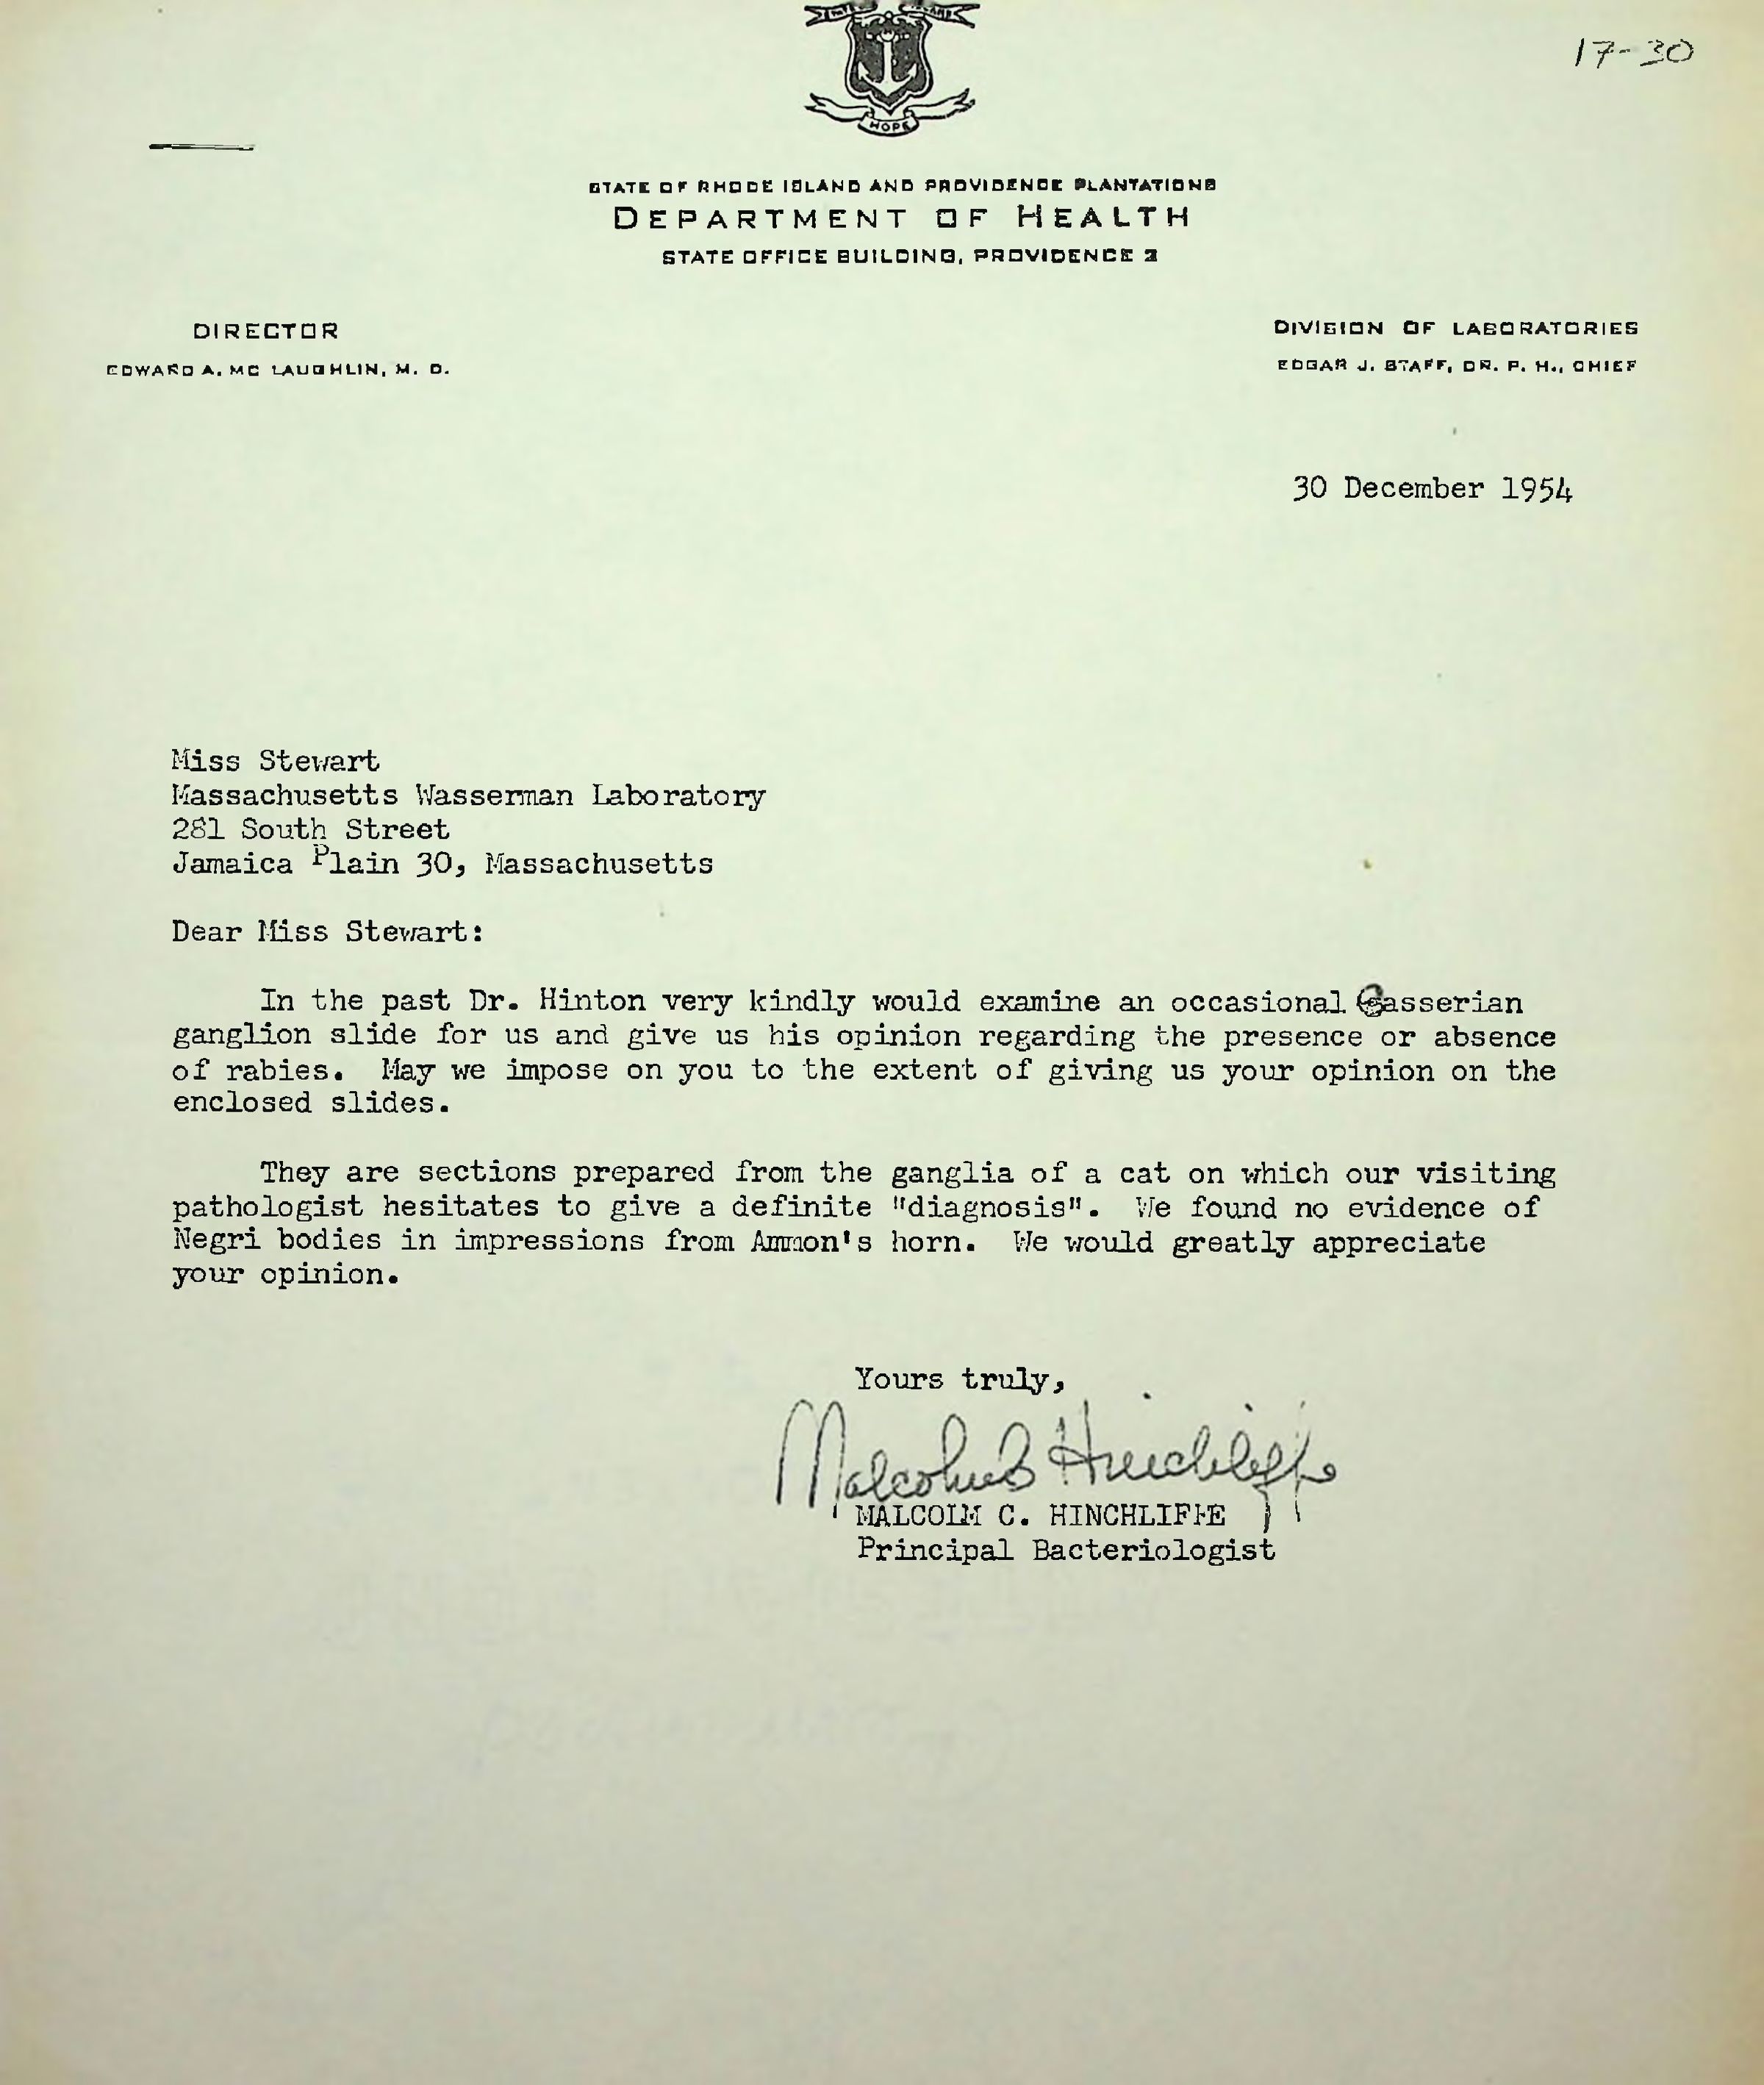 17-30
HOPE
STATE OF RHODE ISLAND AND PROVIDENCE PLANTATIONS
DEPARTMENT OF HEALTH
STATE OFFICE BUILDING, PROVIDENCE 2
DIRECTOR
EDWARD A. MC LAUGHLIN, M. D.
DIVISION OF LABORATORIES
EDGAR J. STAFF, DR. P. H., CHIEF
30 December 1954
Miss Stewart
Massachusetts Wasserman Laboratory
281 South Street
Jamaica Plain 30, Massachusetts
Dear Miss Stewart:
In the past Dr. Hinton very kindly would examine an occasional Gasserian
ganglion slide for us and give us his opinion regarding the presence or absence
of rabies. May we impose on you to the extent of giving us your opinion on the
enclosed slides.
They are sections prepared from the ganglia of a cat on which our visiting
pathologist hesitates to give a definite "diagnosis". We found no evidence of
Negri bodies in impressions from Ammon's horn. We would greatly appreciate
your opinion.
Yours truly,
Malcolm C Hinchliffe
MALCOLM C. HINCHLIFFE
Principal Bacteriologist